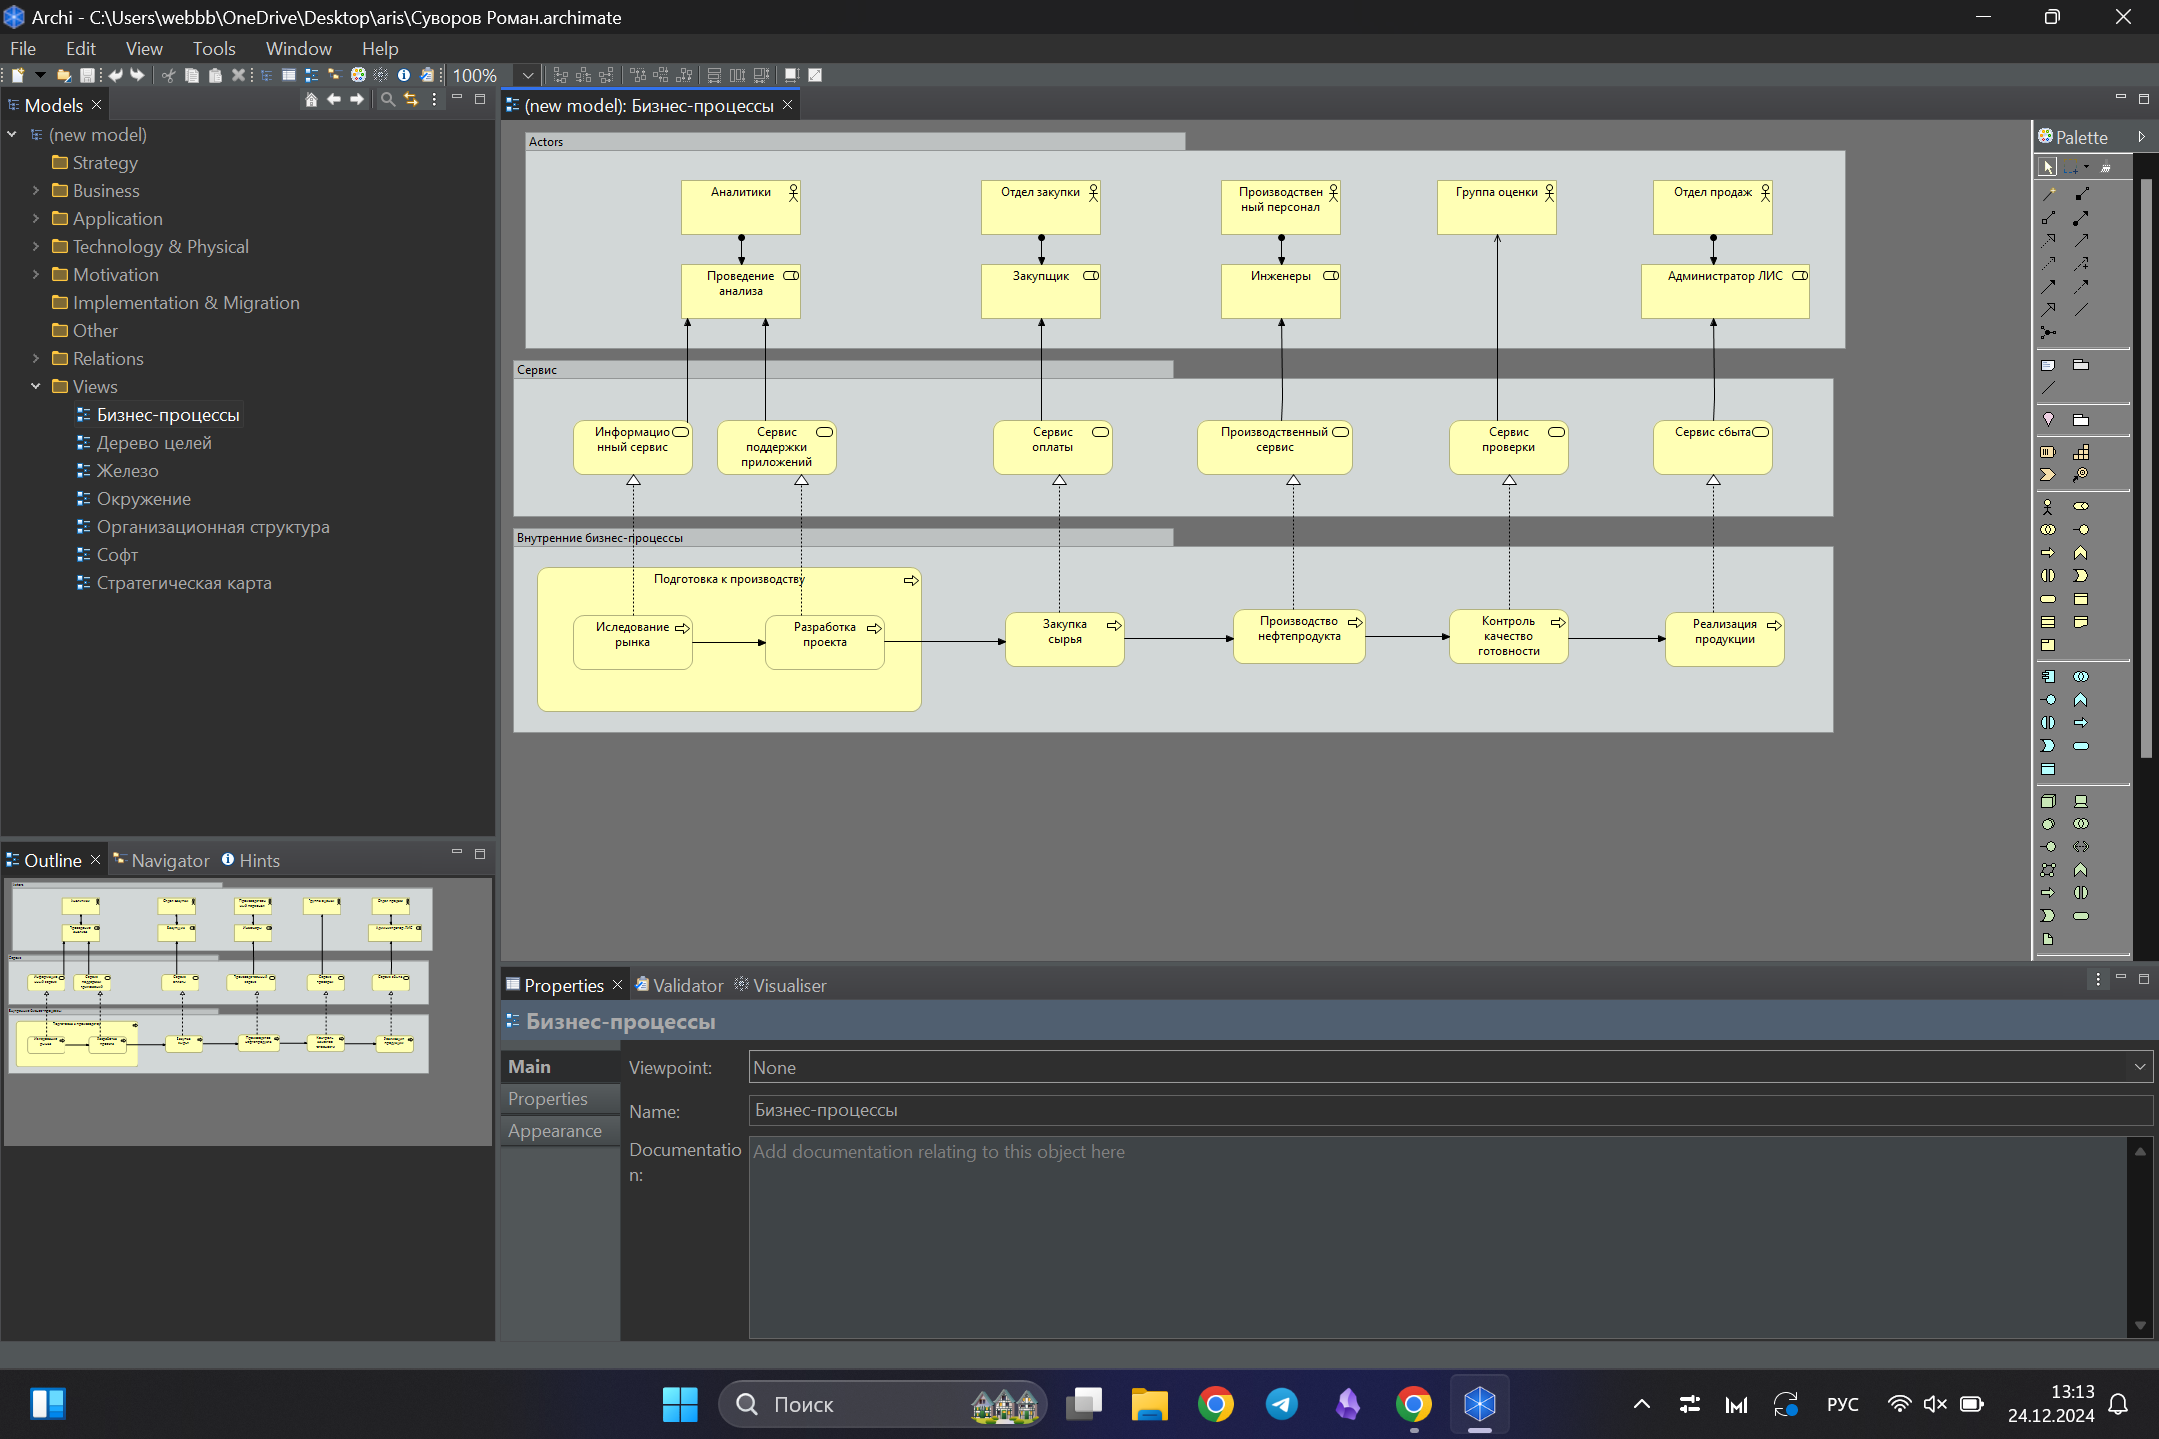 Archi - C:\Users\webbb\OneDrive\Desktop\aris\Суворов Роман.archimate
File Edit View Tools Window Help
100%
Models
(new model)
Strategy
Business
Application
Technology & Physical
Motivation
Implementation & Migration
Other
Relations
Views
Бизнес-процессы
Дерево целей
Железо
Окружение
Организационная структура
Софт
Стратегическая карта
(new model): Бизнес-процессы
Actors
Аналитики
Отдел закупки
Производствен
ный персонал
Группа оценки
Отдел продаж
Проведение
анализа
Закупщик
Инженеры
Администратор ЛИС
Сервис
Информацио
нный сервис
Сервис
поддержки
приложений
Сервис
оплаты
Производственный
сервис
Сервис
проверки
Сервис сбыта
Внутренние бизнес-процессы
Подготовка к производству
Иследование
рынка
Разработка
проекта
Закупка
сырья
Производство
нефтепродукта
Контроль
качество
готовности
Реализация
продукции
Palette
Outline Navigator Hints
Properties Validator Visualiser
Бизнес-процессы
Main
Properties
Appearance
Viewpoint: None
Name: Бизнес-процессы
Documentatio
n:
Add documentation relating to this object here
Поиск
РУС
13:13
24.12.2024